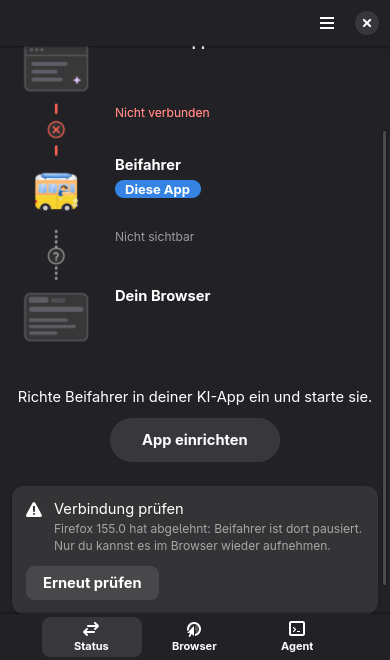 Nicht verbunden
Beifahrer
Diese App
Nicht sichtbar
?
Dein Browser
Richte Beifahrer in deiner KI-App ein und starte sie.
App einrichten
Verbindung prüfen
Firefox 155.0 hat abgelehnt: Beifahrer ist dort pausiert.
Nur du kannst es im Browser wieder aufnehmen.
Erneut prüfen
Status
Browser
Agent